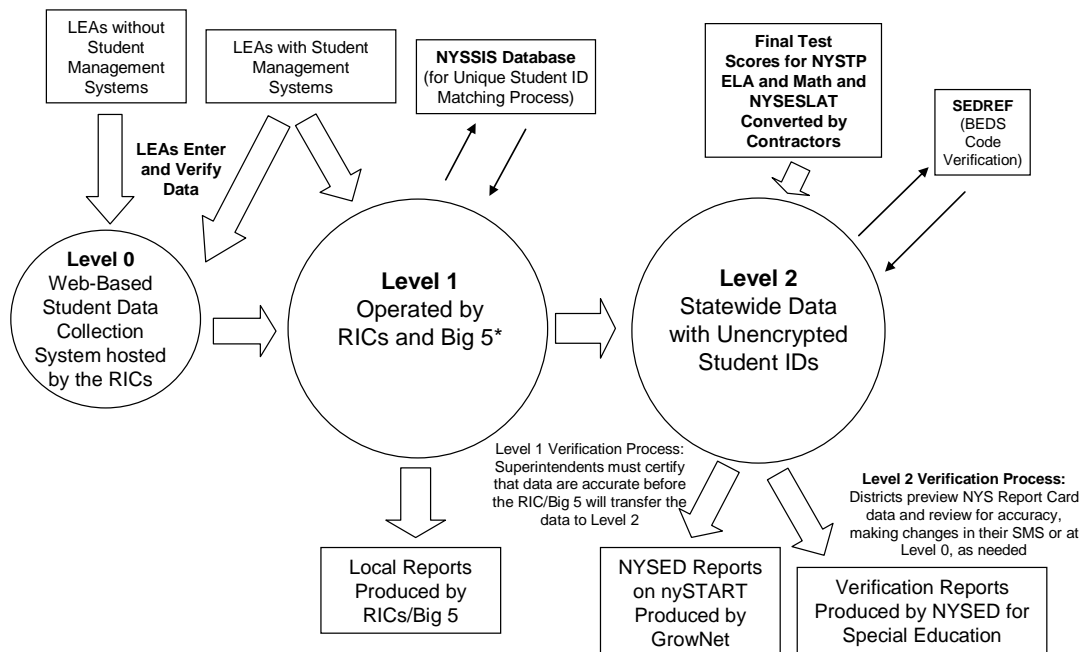 LEAs without
Student
Management
Systems
LEAs with Student
Management
Systems
NYSSIS Database
(for Unique Student ID
Matching Process)
Final Test
Scores for NYSTP
ELA and Math and
NYSESLAT
Converted by
Contractors
SEDREF
(BEDS
Code
Verification)
LEAs Enter
and Verify
Data
Level 0
Web-Based
Student Data
Collection
System hosted
by the RICs
Level 1
Operated by
RICs and Big 5*
Level 2
Statewide Data
with Unencrypted
Student IDs
Level 1 Verification Process:
Superintendents must certify
that data are accurate before
the RIC/Big 5 will transfer the
data to Level 2
Level 2 Verification Process:
Districts preview NYS Report Card
data and review for accuracy,
making changes in their SMS or at
Level 0, as needed
Local Reports
Produced by
RICs/Big 5
NYSED Reports
on nySTART
Produced by
GrowNet
Verification Reports
Produced by NYSED for
Special Education